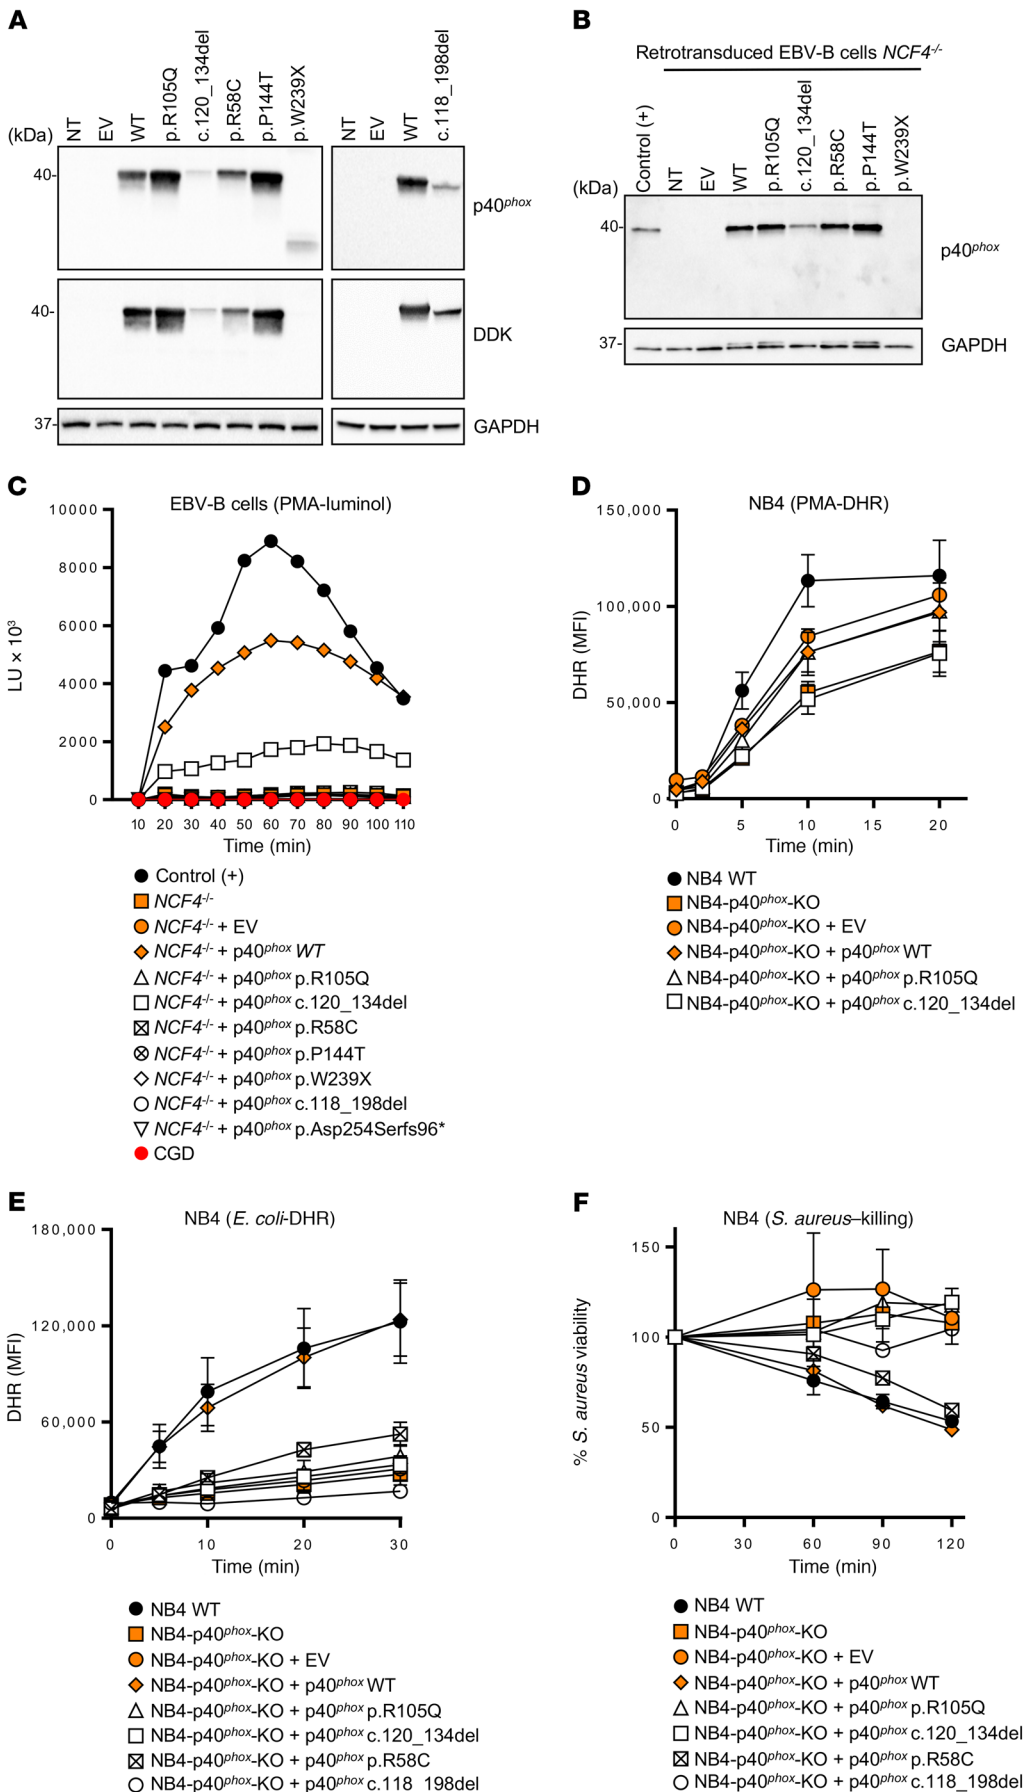 A
(kDa)
NT
EV
WT
p.R105Q
c.120_134del
p.R58C
p.P144T
p.W239X
NT
EV
WT
c.118_198del
40-
p40phox
40-
DDK
37-
GAPDH
B
Retrotransduced EBV-B cells NCF4-/-
(kDa)
Control (+)
NT
EV
WT
p.R105Q
c.120_134del
p.R58C
p.P144T
p.W239X
40-
p40phox
37-
GAPDH
C
EBV-B cells (PMA-luminol)
LU × 10³
10000
8000
6000
4000
2000
0
10 20 30 40 50 60 70 80 90 100 110
Time (min)
Control (+)
NCF4-/-
NCF4-/- + EV
NCF4-/- + p40phox WT
NCF4-/- + p40phox p.R105Q
NCF4-/- + p40phox c.120_134del
NCF4-/- + p40phox p.R58C
NCF4-/- + p40phox p.P144T
NCF4-/- + p40phox p.W239X
NCF4-/- + p40phox c.118_198del
NCF4-/- + p40phox p.Asp254Serfs96*
CGD
D
NB4 (PMA-DHR)
DHR (MFI)
150,000
100,000
50,000
0
0 5 10 15 20
Time (min)
NB4 WT
NB4-p40phox-KO
NB4-p40phox-KO + EV
NB4-p40phox-KO + p40phox WT
NB4-p40phox-KO + p40phox p.R105Q
NB4-p40phox-KO + p40phox c.120_134del
E
NB4 (E. coli-DHR)
DHR (MFI)
180,000
120,000
60,000
0
0 10 20 30
Time (min)
NB4 WT
NB4-p40phox-KO
NB4-p40phox-KO + EV
NB4-p40phox-KO + p40phox WT
NB4-p40phox-KO + p40phox p.R105Q
NB4-p40phox-KO + p40phox c.120_134del
NB4-p40phox-KO + p40phox p.R58C
NB4-p40phox-KO + p40phox c.118_198del
F
NB4 (S. aureus–killing)
% S. aureus viability
150
100
50
0
0 30 60 90 120
Time (min)
NB4 WT
NB4-p40phox-KO
NB4-p40phox-KO + EV
NB4-p40phox-KO + p40phox WT
NB4-p40phox-KO + p40phox p.R105Q
NB4-p40phox-KO + p40phox c.120_134del
NB4-p40phox-KO + p40phox p.R58C
NB4-p40phox-KO + p40phox c.118_198del